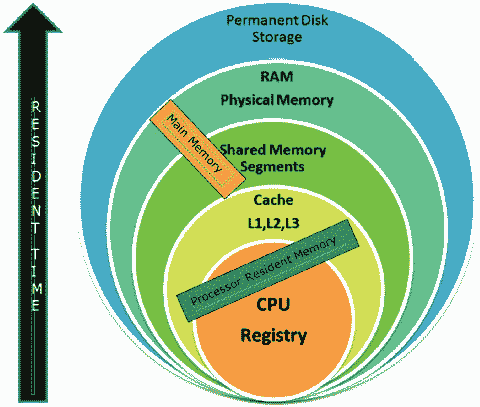 Permanent Disk
Storage
RAM
Physical Memory
Main Memory
Shared Memory
Segments
Cache
L1,L2,L3
Processor Resident Memory
CPU
Registry
RESIDENT TIME